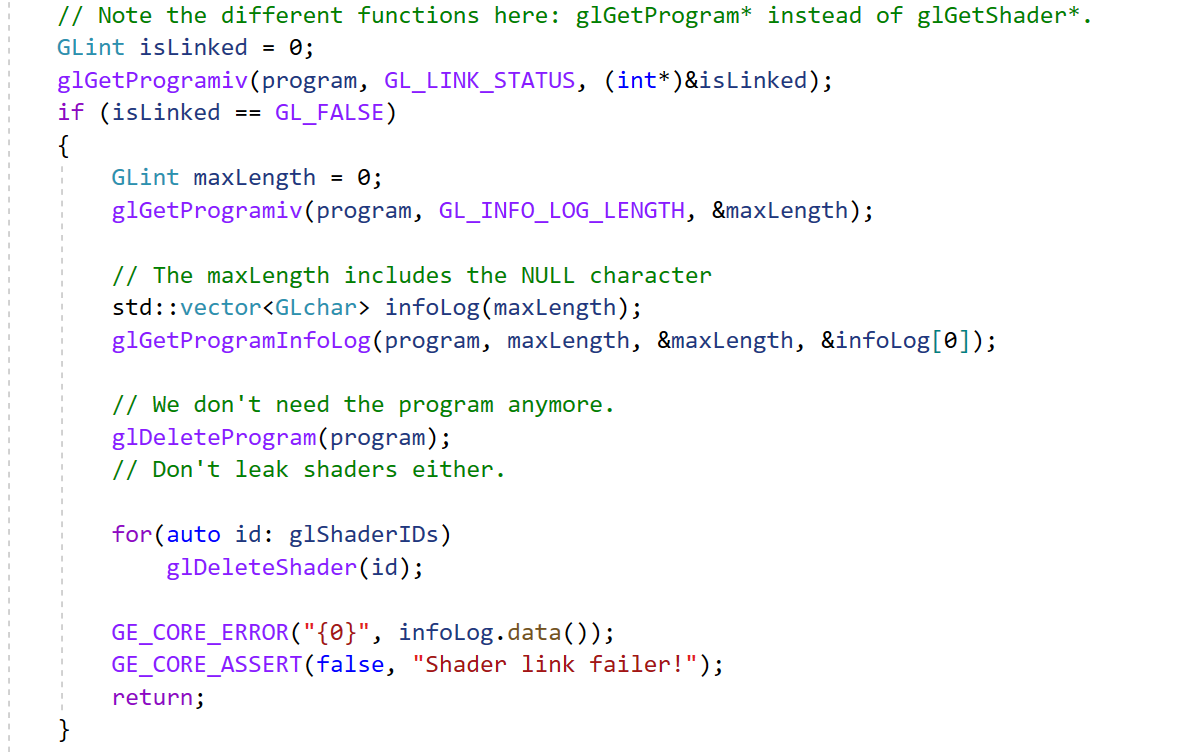 // Note the different functions here: glGetProgram* instead of glGetShader*.
GLint isLinked = 0;
glGetProgramiv(program, GL_LINK_STATUS, (int*)&isLinked);
if (isLinked == GL_FALSE)
{
GLint maxLength = 0;
glGetProgramiv(program, GL_INFO_LOG_LENGTH, &maxLength);
// The maxLength includes the NULL character
std::vector<GLchar> infoLog(maxLength);
glGetProgramInfoLog(program, maxLength, &maxLength, &infoLog[0]);
// We don't need the program anymore.
glDeleteProgram(program);
// Don't leak shaders either.
for(auto id: glShaderIDs)
glDeleteShader(id);
GE_CORE_ERROR("{0}", infoLog.data());
GE_CORE_ASSERT(false, "Shader link failer!");
return;
}